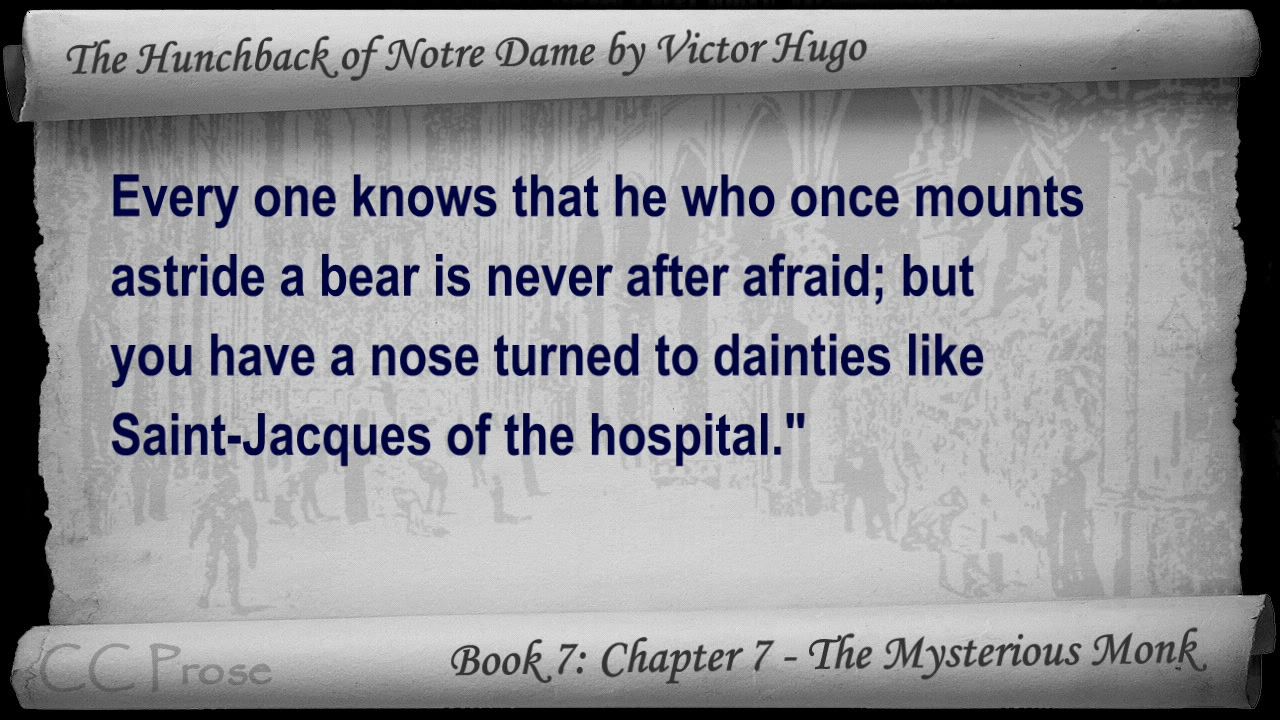 The Hunchback of Notre Dame by Victor Hugo
Every one knows that he who once mounts
astride a bear is never after afraid; but
you have a nose turned to dainties like
Saint-Jacques of the hospital."
CC Prose
Book 7: Chapter 7 - The Mysterious Monk